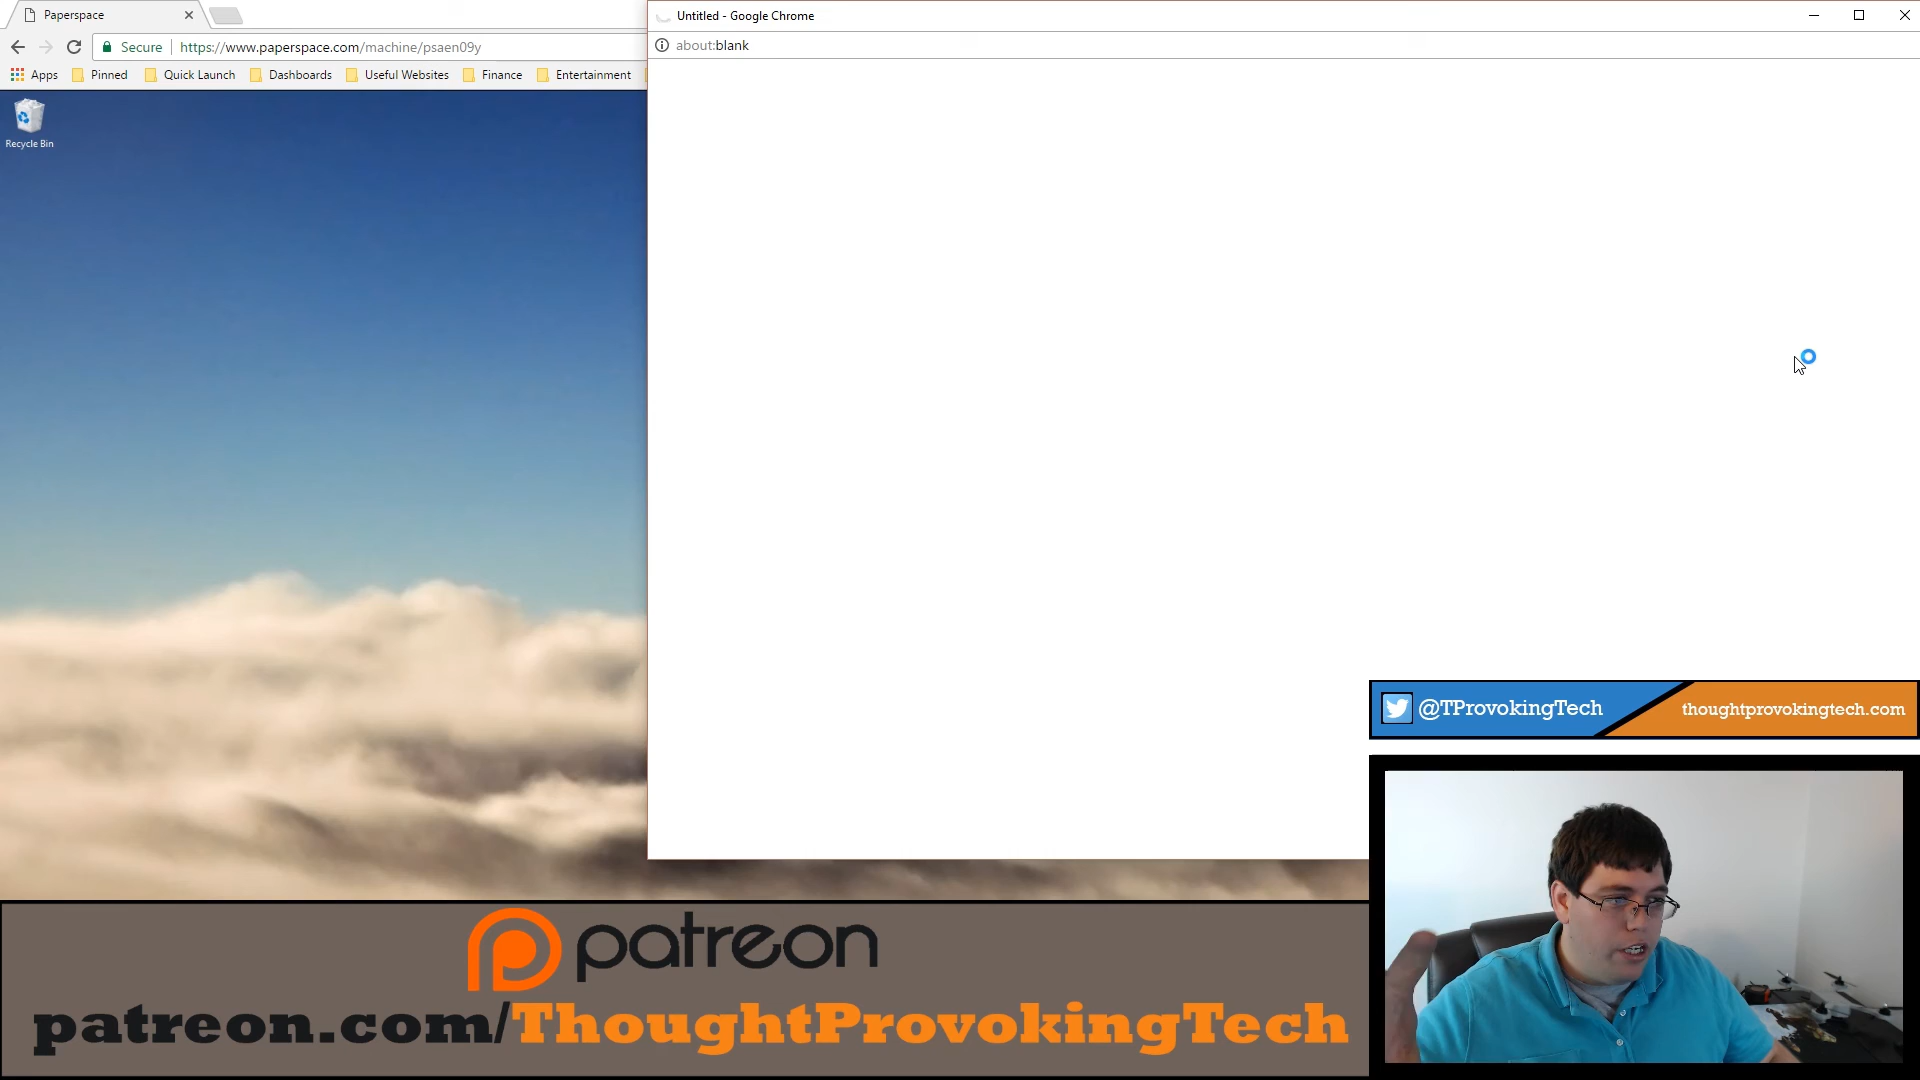 Paperspace
Untitled - Google Chrome
Secure
https://www.paperspace.com/machine/psaen09y
about:blank
Apps
Pinned
Quick Launch
Dashboards
Useful Websites
Finance
Entertainment
Recycle Bin
@TProvokingTech
thoughtprovokingtech.com
patreon
patreon.com/ThoughtProvokingTech